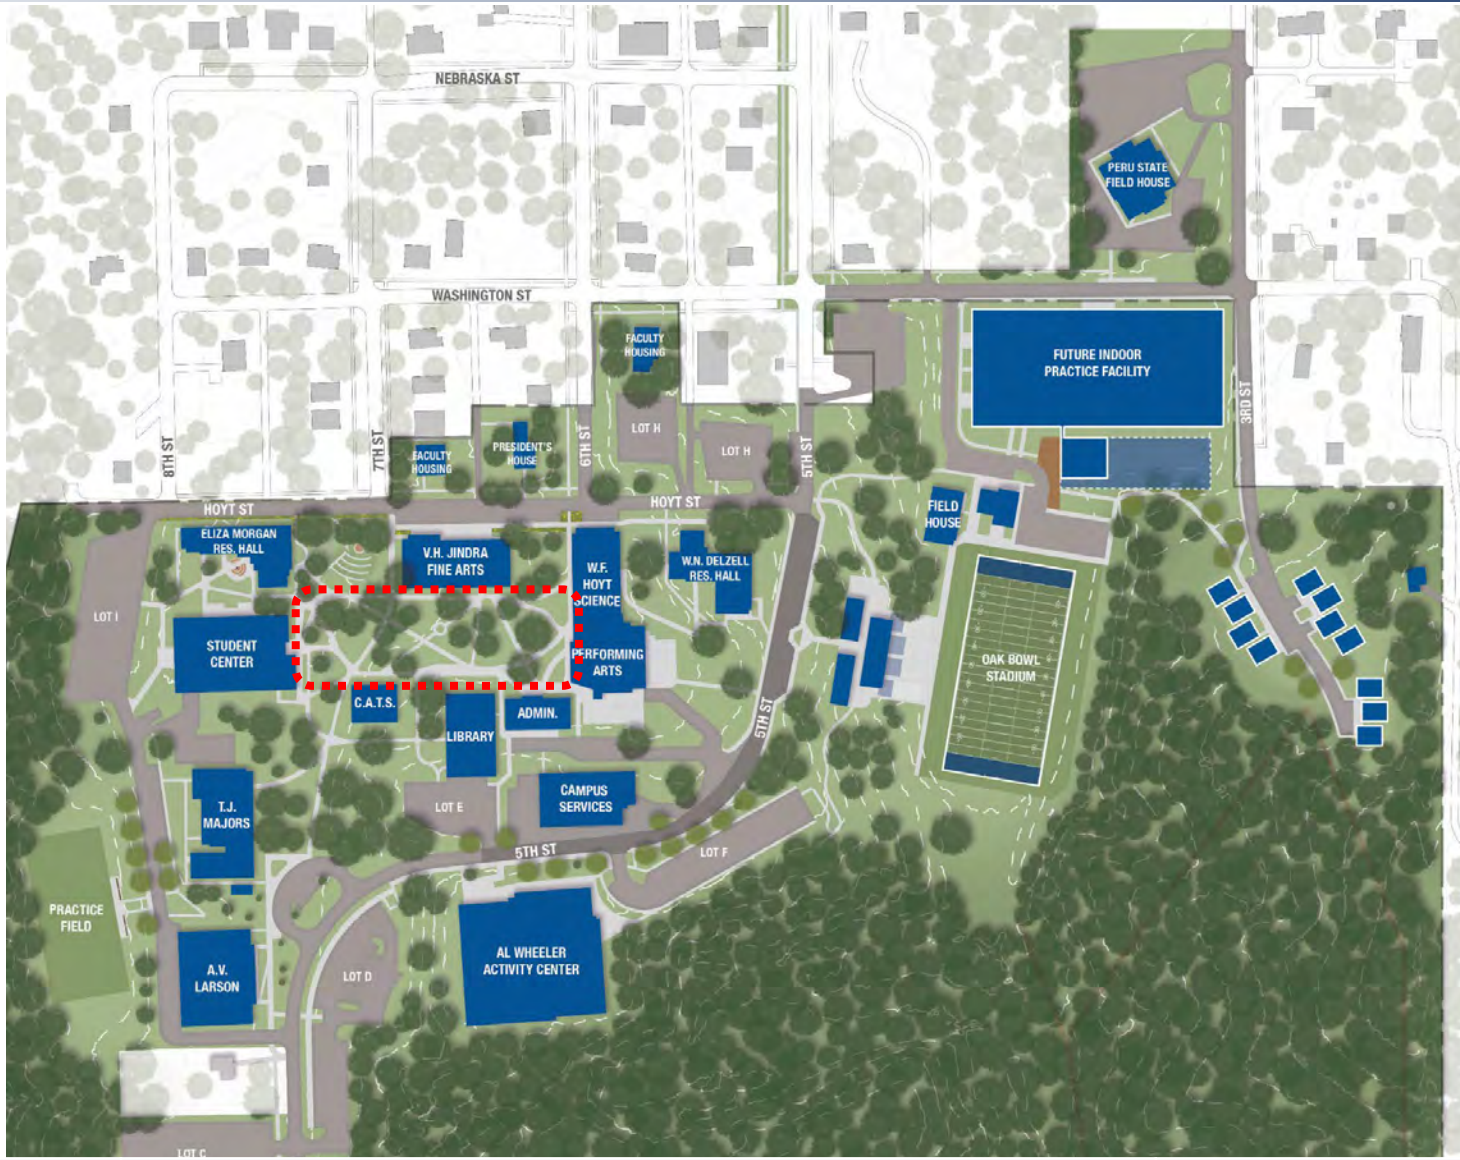 NEBRASKA ST
PERU STATE
FIELD HOUSE
WASHINGTON ST
FACULTY
HOUSING
FUTURE INDOOR
PRACTICE FACILITY
3RD ST
8TH ST
7TH ST
FACULTY
HOUSING
PRESIDENT'S
HOUSE
6TH ST
LOT H
LOT H
5TH ST
HOYT ST
HOYT ST
FIELD
HOUSE
ELIZA MORGAN
RES. HALL
V.H. JINDRA
FINE ARTS
W.F.
HOYT
SCIENCE
W.N. DELZELL
RES. HALL
LOT I
STUDENT
CENTER
PERFORMING
ARTS
OAK BOWL
STADIUM
C.A.T.S.
ADMIN.
LIBRARY
5TH ST
T.J.
MAJORS
LOT E
CAMPUS
SERVICES
5TH ST
LOT F
PRACTICE
FIELD
A.V.
LARSON
LOT D
AL WHEELER
ACTIVITY CENTER
LOT C